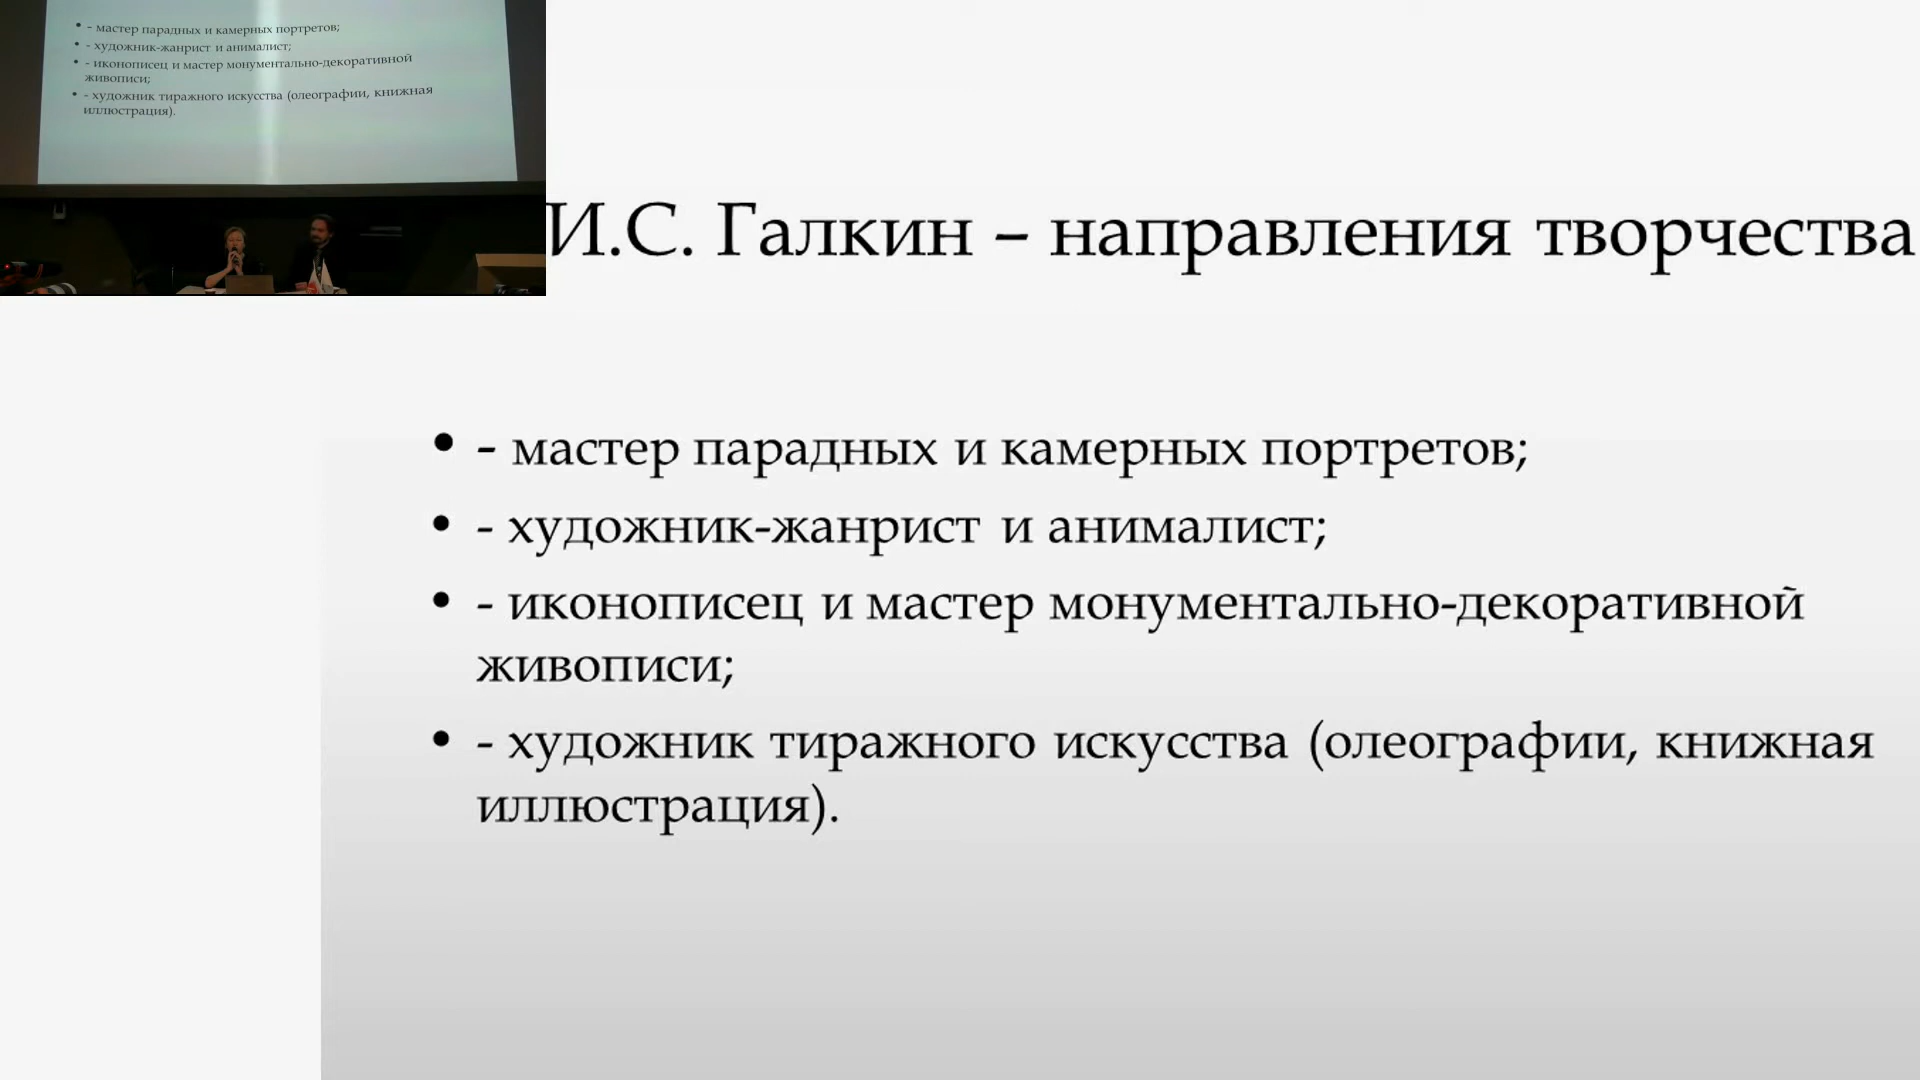 - мастер парадных и камерных портретов;
- художник-жанрист и анималист;
- иконописец и мастер монументально-декоративной
живописи;
- художник тиражного искусства (олеографии, книжная
иллюстрация).
И.С. Галкин – направления творчества
• - мастер парадных и камерных портретов;
• - художник-жанрист и анималист;
• - иконописец и мастер монументально-декоративной
живописи;
• - художник тиражного искусства (олеографии, книжная
иллюстрация).